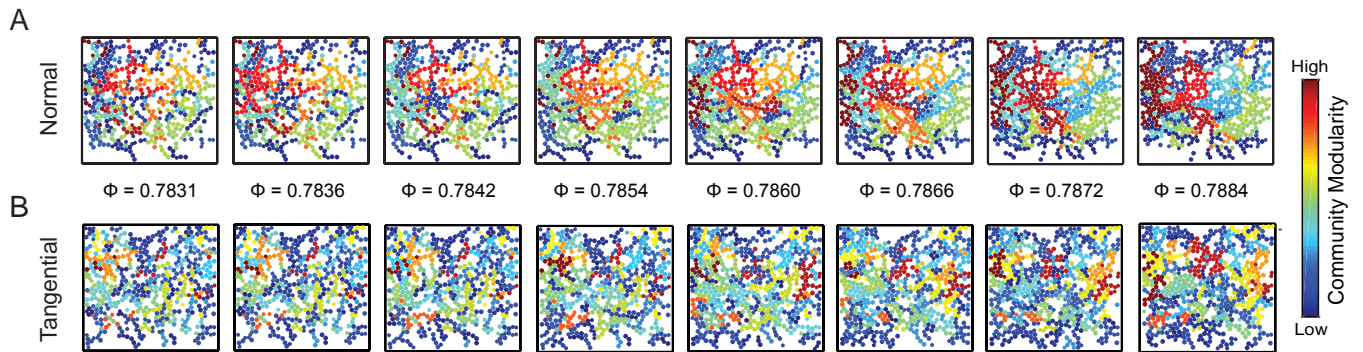 A
Normal
High
Φ = 0.7831
Φ = 0.7836
Φ = 0.7842
Φ = 0.7854
Φ = 0.7860
Φ = 0.7866
Φ = 0.7872
Φ = 0.7884
Community Modularity
B
Tangential
Low